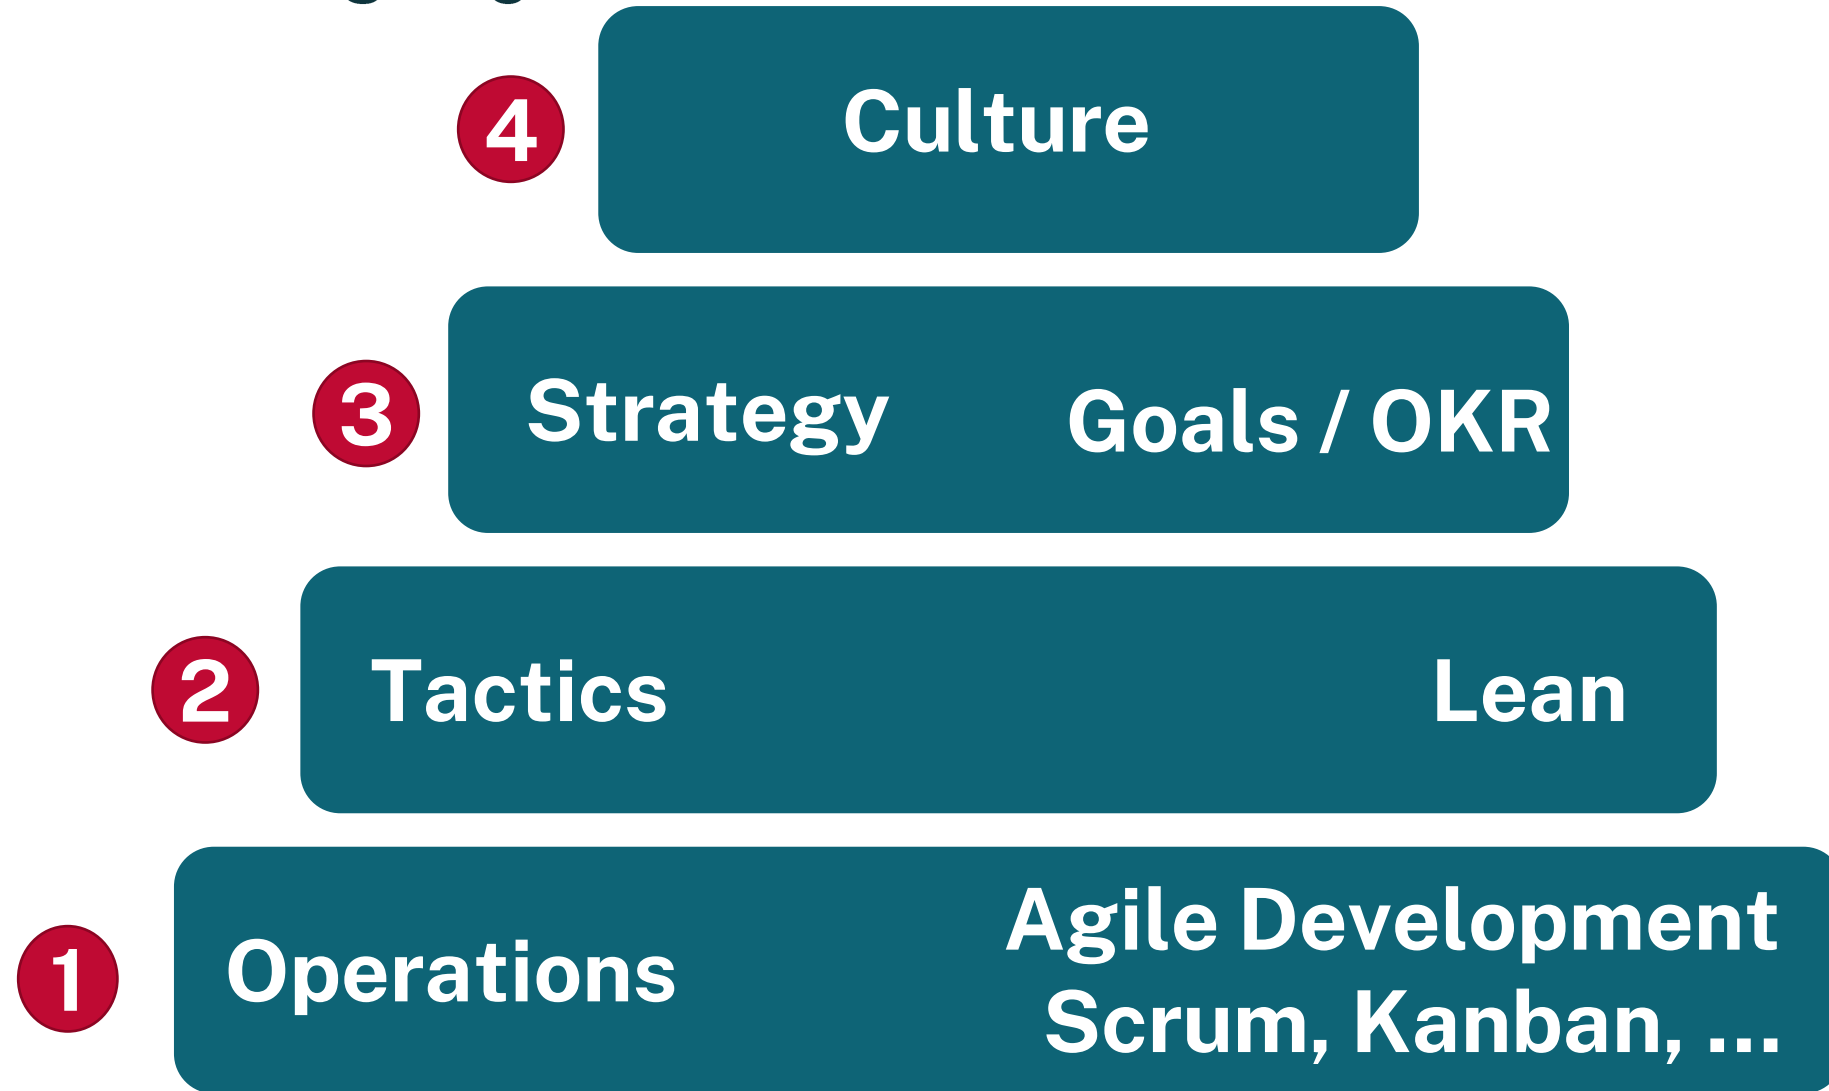 4
Culture
3
Strategy
Goals / OKR
2
Tactics
Lean
1
Operations
Agile Development
Scrum, Kanban, ...